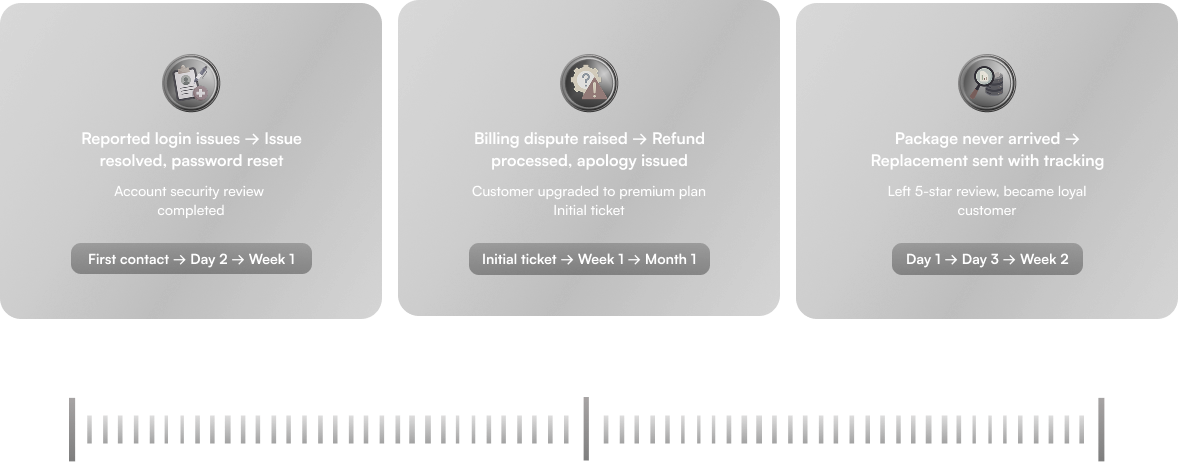 Reported login issues → Issue
resolved, password reset
Account security review
completed
First contact → Day 2 → Week 1
Billing dispute raised → Refund
processed, apology issued
Customer upgraded to premium plan
Initial ticket
Initial ticket → Week 1 → Month 1
Package never arrived →
Replacement sent with tracking
Left 5-star review, became loyal
customer
Day 1 → Day 3 → Week 2